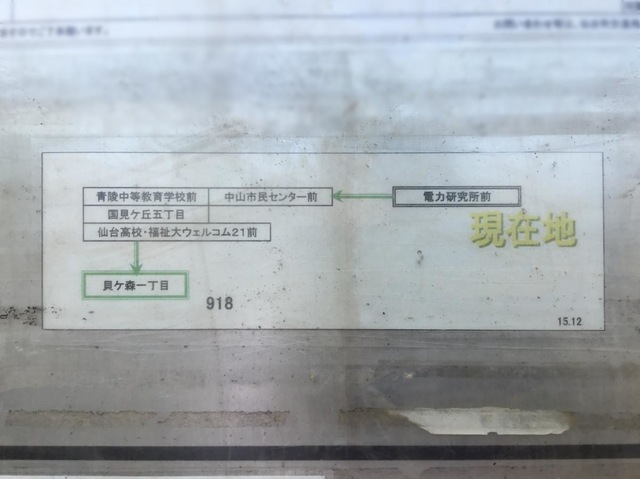 青陵中等教育学校前 中山市民センター前 電力研究所前
国見ケ丘五丁目
現在地
仙台高校・福祉大ウェルコム21前
貝ケ森一丁目
918
15.12